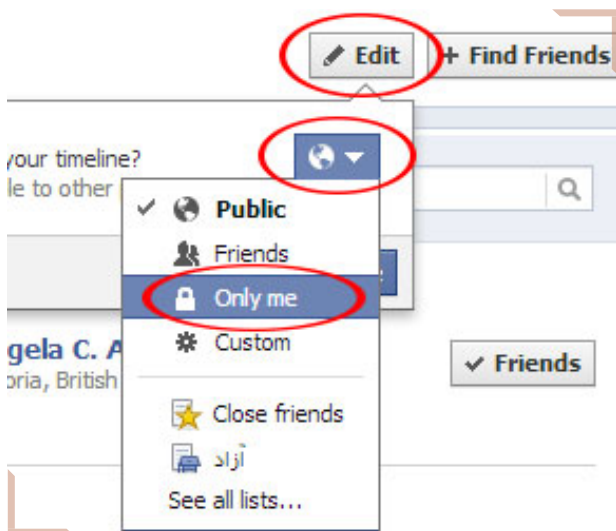 Edit
+ Find Friends
your timeline?
le to other
Public
Friends
Only me
Custom
gela C. A
oria, British
Friends
Close friends
آزاد
See all lists...